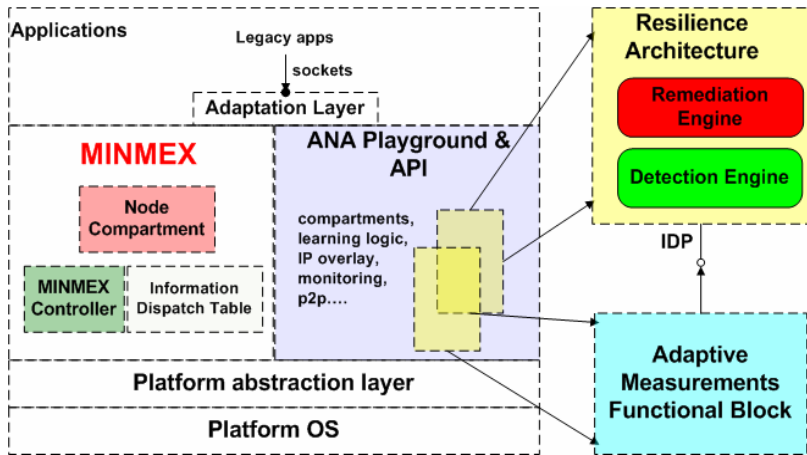 Applications
Legacy apps
sockets
Adaptation Layer
MINMEX
Node
Compartment
MINMEX
Controller
Information
Dispatch Table
ANA Playground &
API
compartments,
learning logic,
IP overlay,
monitoring,
p2p....
Platform abstraction layer
Platform OS
Resilience
Architecture
Remediation
Engine
Detection Engine
IDP
Adaptive
Measurements
Functional Block